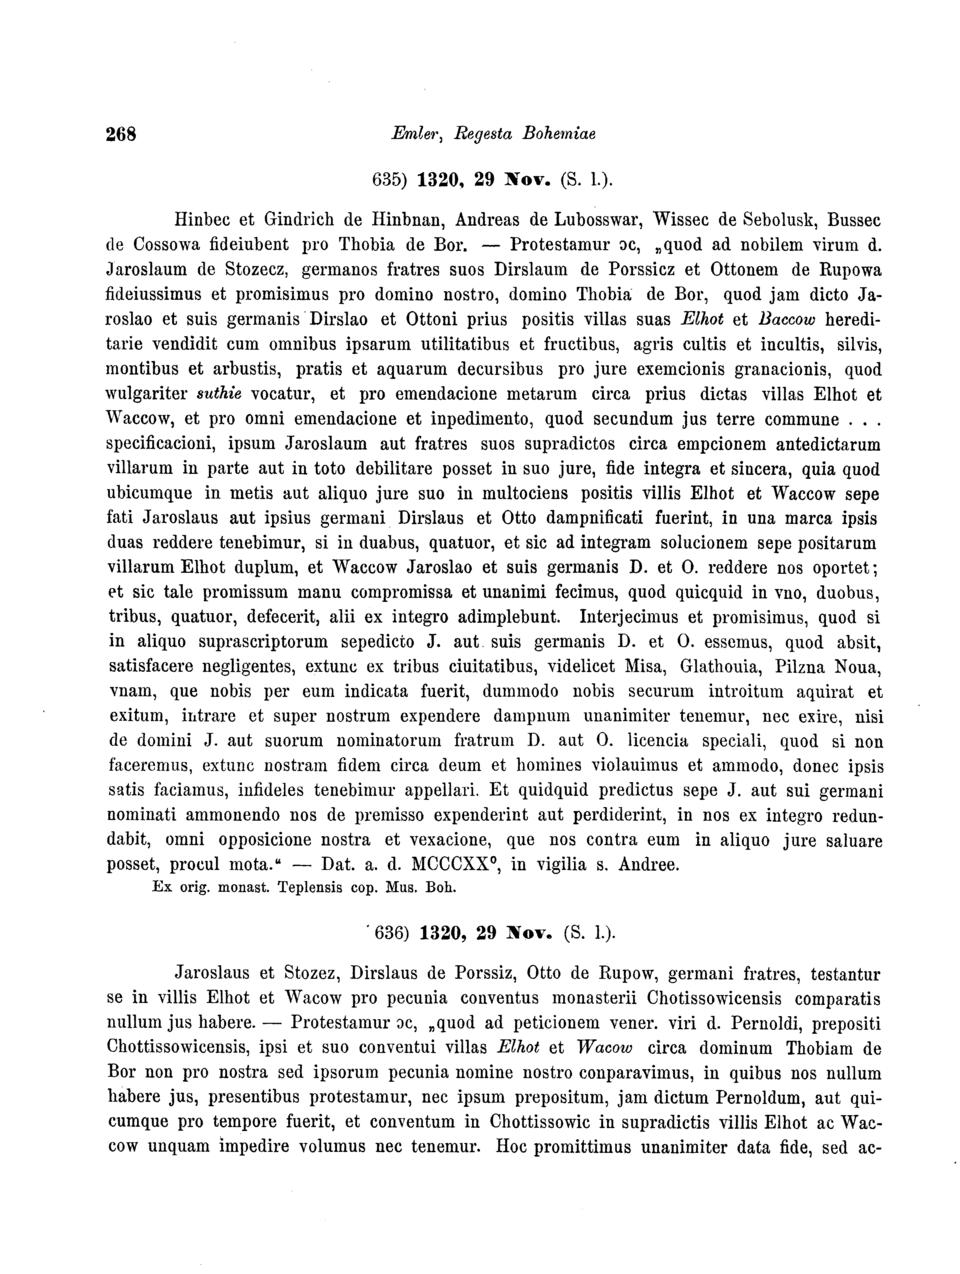 268 Emler, Regesta Bohemiae
635) 1320, 29 Nov. (S. l.).
Hinbec et Gindrich de Hinbnan, Andreas de Lubosswar, Wissec de Sebolusk, Bussec
de Cossowa fideiubent pro Thobia de Bor. — Protestamur ɔc, „quod ad nobilem virum d.
Jaroslaum de Stozecz, germanos fratres suos Dirslaum de Porssicz et Ottonem de Rupowa
fideiussimus et promisimus pro domino nostro, domino Thobia de Bor, quod jam dicto Ja-
roslao et suis germanis Dirslao et Ottoni prius positis villas suas Elhot et Baccow heredi-
tarie vendidit cum omnibus ipsarum utilitatibus et fructibus, agris cultis et incultis, silvis,
montibus et arbustis, pratis et aquarum decursibus pro jure exemcionis granacionis, quod
wulgariter suthie vocatur, et pro emendacione metarum circa prius dictas villas Elhot et
Waccow, et pro omni emendacione et inpedimento, quod secundum jus terre commune . . .
specificacioni, ipsum Jaroslaum aut fratres suos supradictos circa empcionem antedictarum
villarum in parte aut in toto debilitare posset in suo jure, fide integra et sincera, quia quod
ubicumque in metis aut aliquo jure suo in multociens positis villis Elhot et Waccow sepe
fati Jaroslaus aut ipsius germani Dirslaus et Otto dampnificati fuerint, in una marca ipsis
duas reddere tenebimur, si in duabus, quatuor, et sic ad integram solucionem sepe positarum
villarum Elhot duplum, et Waccow Jaroslao et suis germanis D. et O. reddere nos oportet;
et sic tale promissum manu compromissa et unanimi fecimus, quod quicquid in vno, duobus,
tribus, quatuor, defecerit, alii ex integro adimplebunt. Interjecimus et promisimus, quod si
in aliquo suprascriptorum sepedicto J. aut suis germanis D. et O. essemus, quod absit,
satisfacere negligentes, extunc ex tribus ciuitatibus, videlicet Misa, Glathouia, Pilzna Noua,
vnam, que nobis per eum indicata fuerit, dummodo nobis securum introitum aquirat et
exitum, intrare et super nostrum expendere dampnum unanimiter tenemur, nec exire, nisi
de domini J. aut suorum nominatorum fratrum D. aut O. licencia speciali, quod si non
faceremus, extunc nostram fidem circa deum et homines violauimus et ammodo, donec ipsis
satis faciamus, infideles tenebimur appellari. Et quidquid predictus sepe J. aut sui germani
nominati ammonendo nos de premisso expenderint aut perdiderint, in nos ex integro redun-
dabit, omni opposicione nostra et vexacione, que nos contra eum in aliquo jure saluare
posset, procul mota.“ — Dat. a. d. MCCCXX⁰, in vigilia s. Andree.
Ex orig. monast. Teplensis cop. Mus. Boh.
636) 1320, 29 Nov. (S. l.).
Jaroslaus et Stozez, Dirslaus de Porssiz, Otto de Rupow, germani fratres, testantur
se in villis Elhot et Wacow pro pecunia conventus monasterii Chotissowicensis comparatis
nullum jus habere. — Protestamur ɔc, „quod ad peticionem vener. viri d. Pernoldi, prepositi
Chottissowicensis, ipsi et suo conventui villas Elhot et Wacow circa dominum Thobiam de
Bor non pro nostra sed ipsorum pecunia nomine nostro conparavimus, in quibus nos nullum
habere jus, presentibus protestamur, nec ipsum prepositum, jam dictum Pernoldum, aut qui-
cumque pro tempore fuerit, et conventum in Chottissowic in supradictis villis Elhot ac Wac-
cow unquam impedire volumus nec tenemur. Hoc promittimus unanimiter data fide, sed ac-